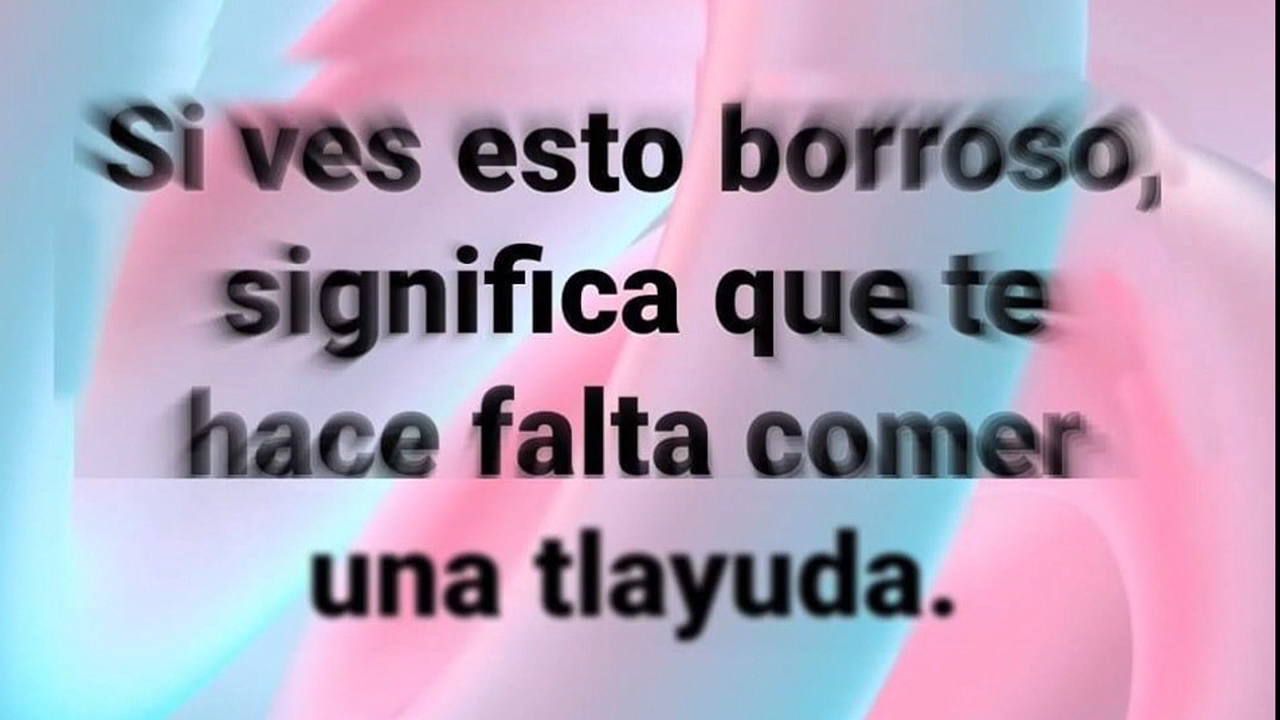 Si ves esto borroso,
significa que te
hace falta comer
una tlayuda.